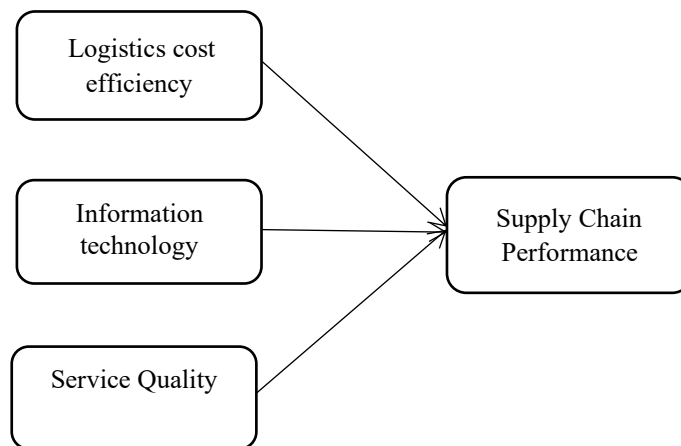 Logistics cost
efficiency
Information
technology
Supply Chain
Performance
Service Quality